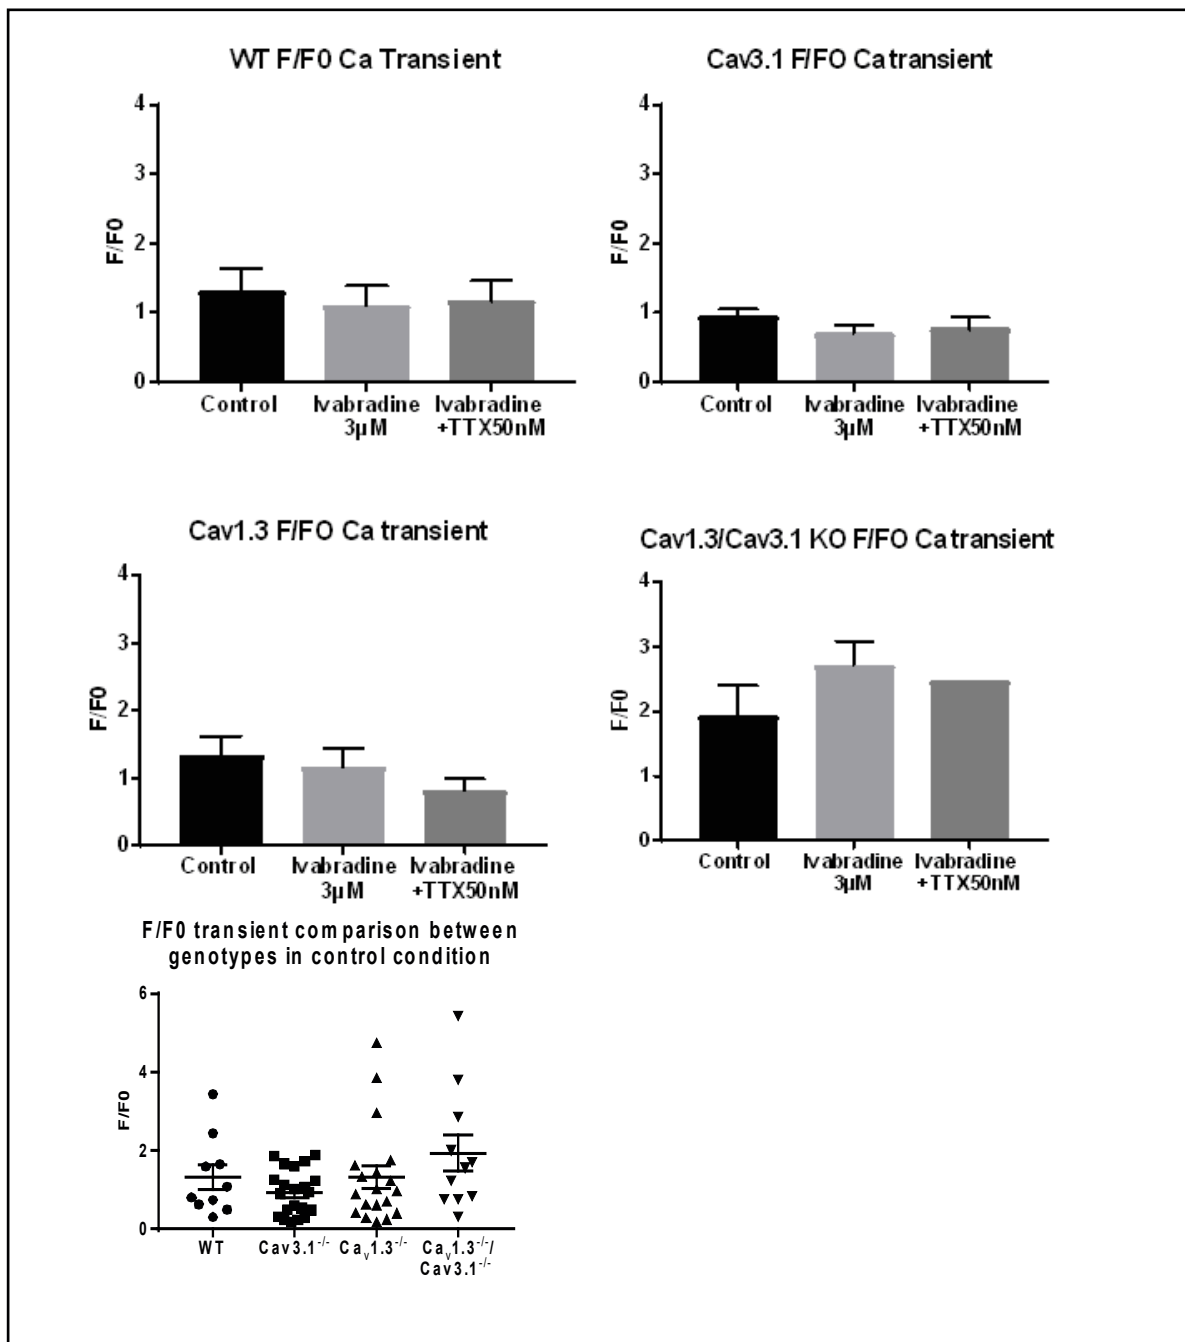 WT F/F0 Ca Transient
4
3
2
1
0
F/F0
Control
Ivabradine
3µM
Ivabradine
+TTX50nM
Cav3.1 F/FO Ca transient
4
3
2
1
0
F/F0
Control
Ivabradine
3µM
Ivabradine
+TTX50nM
Cav1.3 F/FO Ca transient
4
3
2
1
0
F/F0
Control
Ivabradine
3µM
Ivabradine
+TTX50nM
Cav1.3/Cav3.1 KO F/FO Ca transient
4
3
2
1
0
F/F0
Control
Ivabradine
3µM
Ivabradine
+TTX50nM
F/F0 transient comparison between
genotypes in control condition
6
4
2
0
F/F0
WT
Cav3.1⁻/⁻
Caᵥ1.3⁻/⁻
Caᵥ1.3⁻/⁻/
Cav3.1⁻/⁻